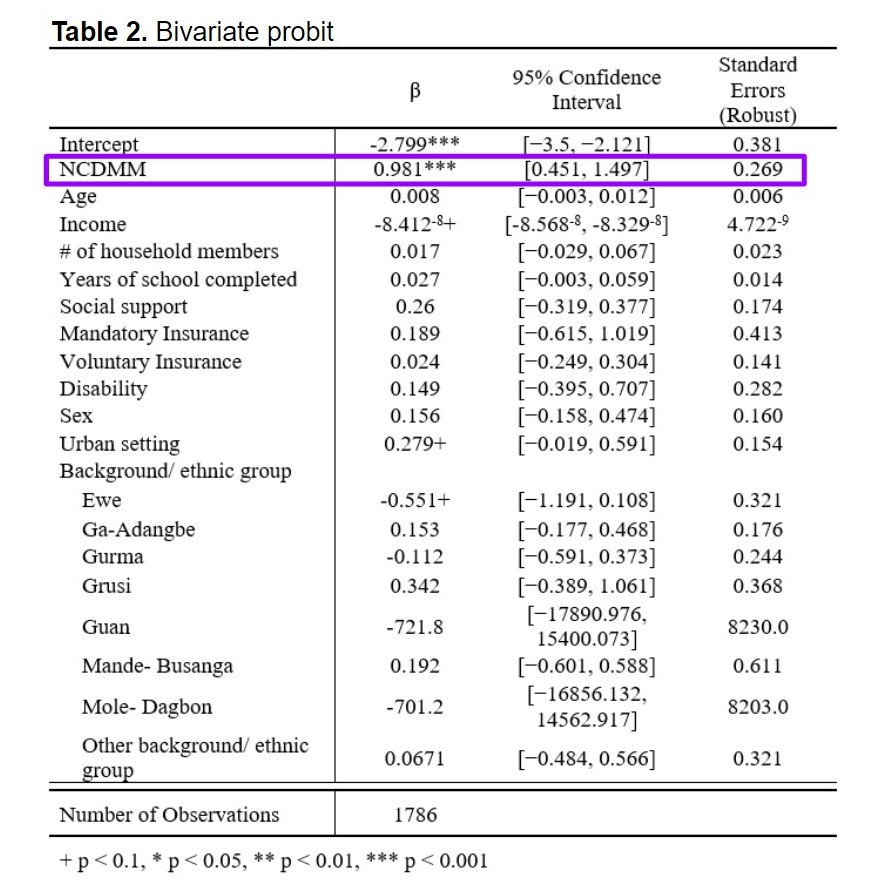 Table 2. Bivariate probit
β 95% Confidence Interval Standard Errors (Robust)
Intercept -2.799*** [−3.5, −2.121] 0.381
NCDMM 0.981*** [0.451, 1.497] 0.269
Age 0.008 [−0.003, 0.012] 0.006
Income -8.412⁻⁸+ [-8.568⁻⁸, -8.329⁻⁸] 4.722⁻⁹
# of household members 0.017 [−0.029, 0.067] 0.023
Years of school completed 0.027 [−0.003, 0.059] 0.014
Social support 0.26 [−0.319, 0.377] 0.174
Mandatory Insurance 0.189 [−0.615, 1.019] 0.413
Voluntary Insurance 0.024 [−0.249, 0.304] 0.141
Disability 0.149 [−0.395, 0.707] 0.282
Sex 0.156 [−0.158, 0.474] 0.160
Urban setting 0.279+ [−0.019, 0.591] 0.154
Background/ ethnic group
Ewe -0.551+ [−1.191, 0.108] 0.321
Ga-Adangbe 0.153 [−0.177, 0.468] 0.176
Gurma -0.112 [−0.591, 0.373] 0.244
Grusi 0.342 [−0.389, 1.061] 0.368
Guan -721.8 [−17890.976, 15400.073] 8230.0
Mande- Busanga 0.192 [−0.601, 0.588] 0.611
Mole- Dagbon -701.2 [−16856.132, 14562.917] 8203.0
Other background/ ethnic group 0.0671 [−0.484, 0.566] 0.321
Number of Observations 1786
+ p < 0.1, * p < 0.05, ** p < 0.01, *** p < 0.001